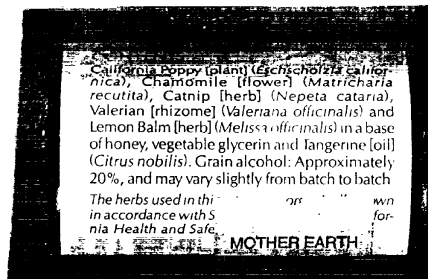 California Poppy [plant] (Eschscholzia califor-
nica), Chamomile [flower] (Matricharia
recutita), Catnip [herb] (Nepeta cataria),
Valerian [rhizome] (Valeriana officinalis) and
Lemon Balm [herb] (Melissa officinalis) in a base
of honey, vegetable glycerin and Tangerine [oil]
(Citrus nobilis). Grain alcohol: Approximately
20%, and may vary slightly from batch to batch
The herbs used in
in accordance with S for-
nia Health and Safe
MOTHER EARTH